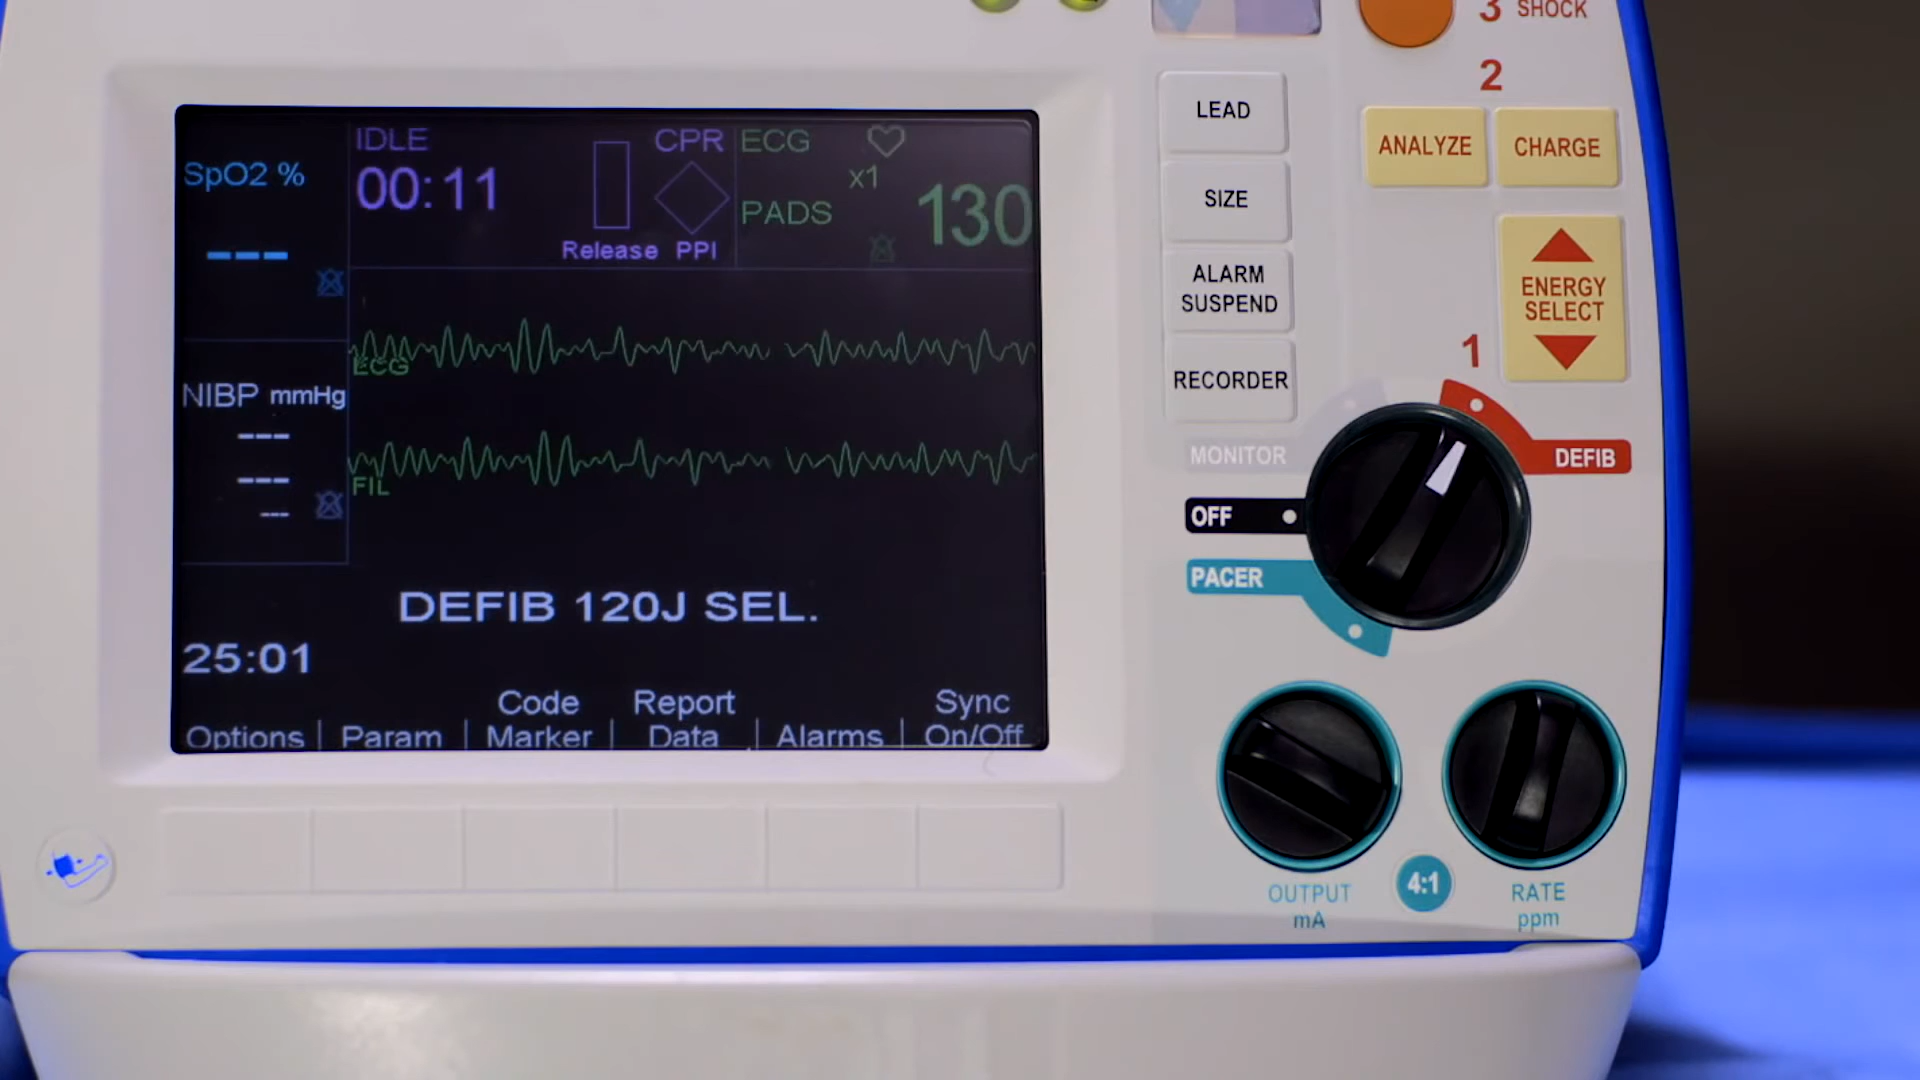 SpO2 %
---
IDLE
00:11
CPR
Release PPI
ECG
x1
PADS
130
ECG
FIL
NIBP mmHg
---
---
---
DEFIB 120J SEL.
25:01
Options
Param
Code
Marker
Report
Data
Alarms
Sync
On/Off
LEAD
SIZE
ALARM
SUSPEND
RECORDER
3 SHOCK
2
ANALYZE
CHARGE
ENERGY
SELECT
1
MONITOR
DEFIB
OFF
PACER
OUTPUT
mA
4:1
RATE
ppm